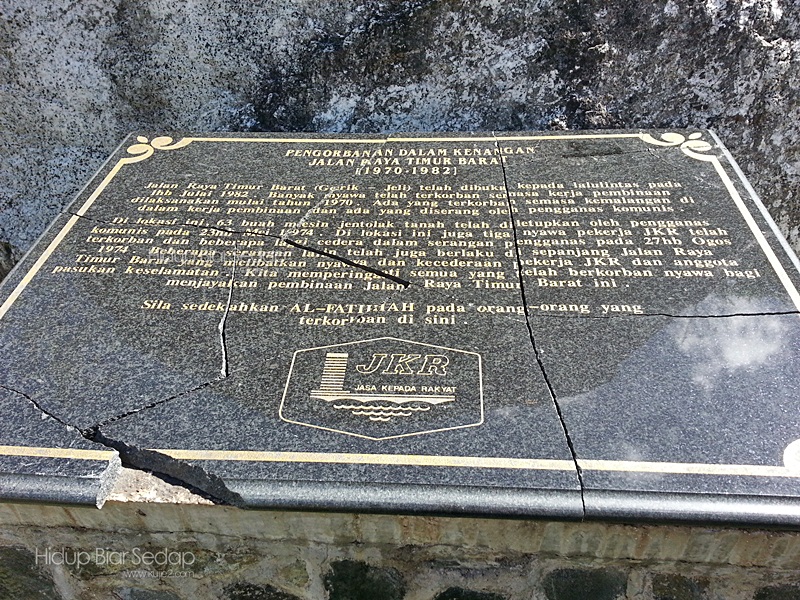 PENGORBANAN DALAM KENANGAN
JALAN RAYA TIMUR BARAT
(1970-1982)
Jalan Raya Timur Barat (Gerik - Jeli) telah dibuka kepada lalulintas pada
1hb Julai 1982 . Banyak nyawa telah terkorban semasa kerja pembinaan
dilaksanakan mulai tahun 1970 . Ada yang terkorban semasa kemalangan di
dalam kerja pembinaan dan ada yang diserang oleh pengganas komunis .
Di lokasi ini 63 buah mesin jentolak tanah telah diletupkan oleh pengganas
komunis pada 1974 . Di lokasi ini juga tiga nyawa pekerja JKR telah
terkorban dan beberapa lagi cedera dalam serangan pengganas pada 27hb Ogos
1974 . Beberapa serangan lagi telah juga berlaku di sepanjang Jalan Raya
Timur Barat melibatkan nyawa dan kecederaan pekerja JKR dan anggota
pasukan keselamatan . Kita memperingati semua yang telah berkorban nyawa bagi
menjayakan pembinaan Jalan Raya Timur Barat ini .
Sila sedekahkan AL-FATIHAH pada orang-orang yang
terkorban di sini .
JKR
JASA KEPADA RAKYAT
Hidup Biar Sedap